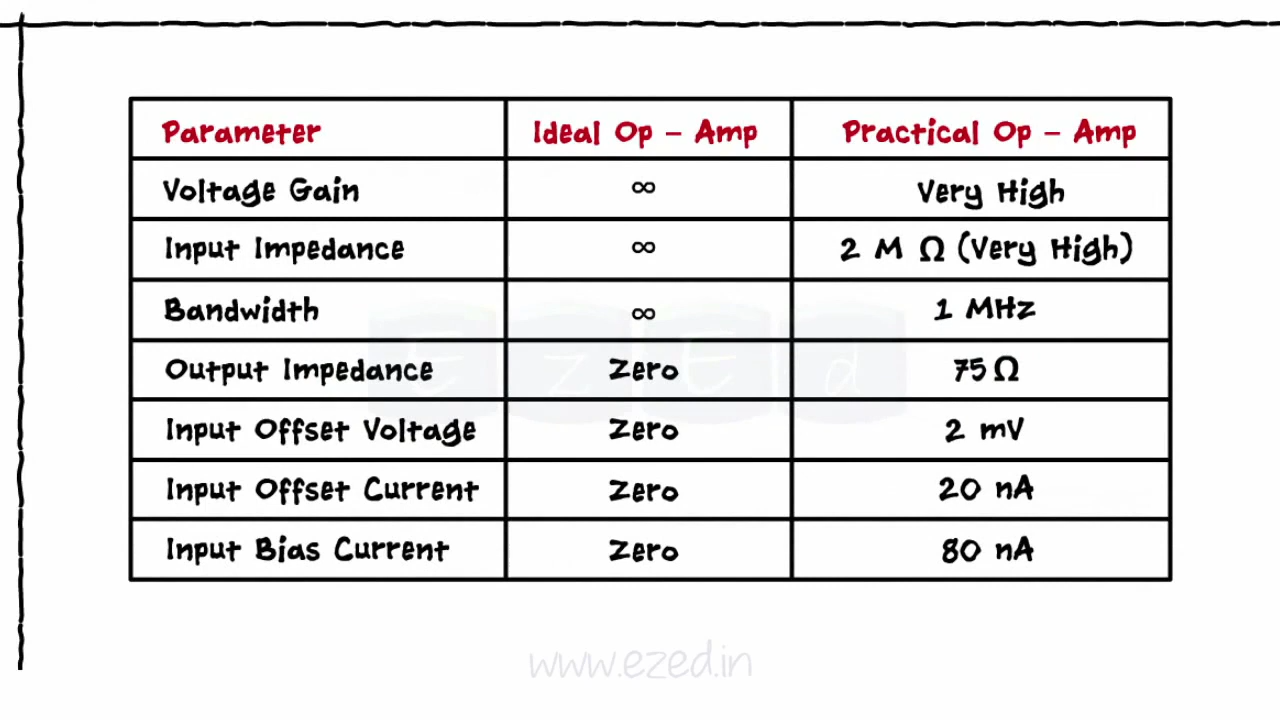 Parameter Ideal Op – Amp Practical Op – Amp
Voltage Gain ∞ Very High
Input Impedance ∞ 2 M Ω (Very High)
Bandwidth ∞ 1 MHz
Output Impedance Zero 75 Ω
Input Offset Voltage Zero 2 mV
Input Offset Current Zero 20 nA
Input Bias Current Zero 80 nA
EzEd
www.ezed.in